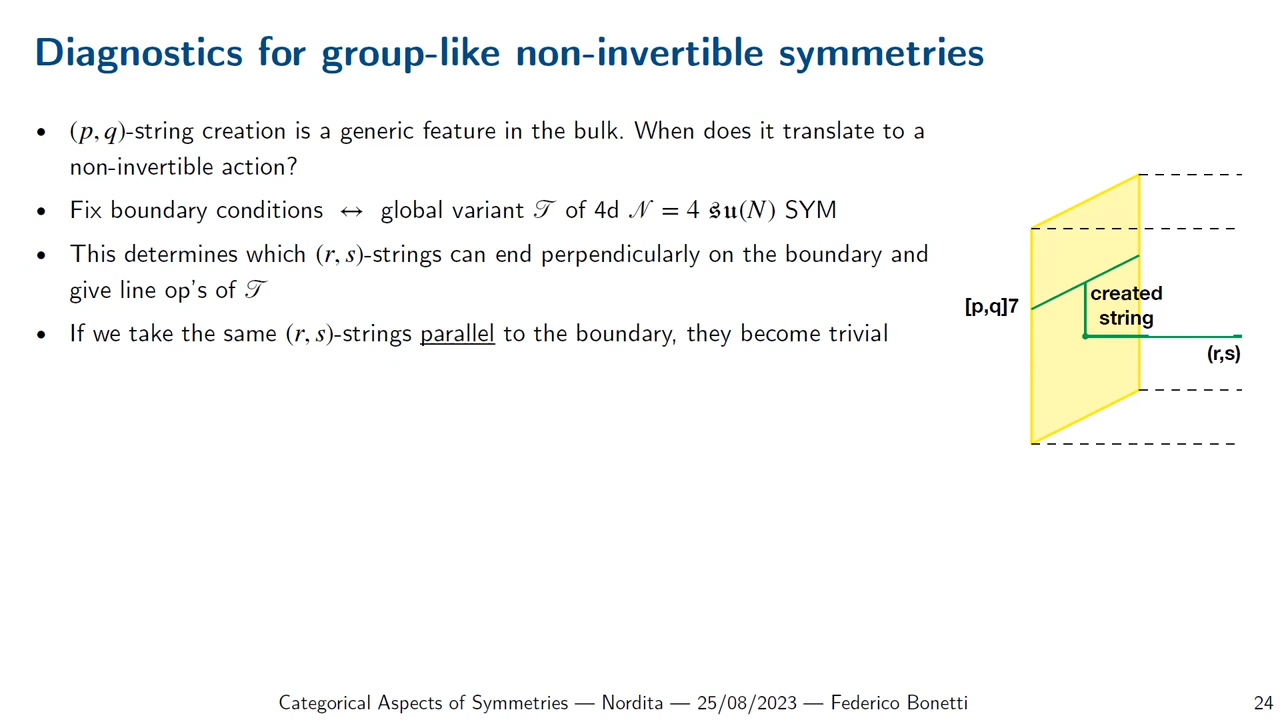 Diagnostics for group-like non-invertible symmetries
• (p, q)-string creation is a generic feature in the bulk. When does it translate to a
non-invertible action?
• Fix boundary conditions ↔ global variant 𝒯 of 4d 𝒩 = 4 𝔰𝔲(N) SYM
• This determines which (r, s)-strings can end perpendicularly on the boundary and
give line op's of 𝒯
• If we take the same (r, s)-strings parallel to the boundary, they become trivial
[p,q]7
created
string
(r,s)
Categorical Aspects of Symmetries — Nordita — 25/08/2023 — Federico Bonetti
24